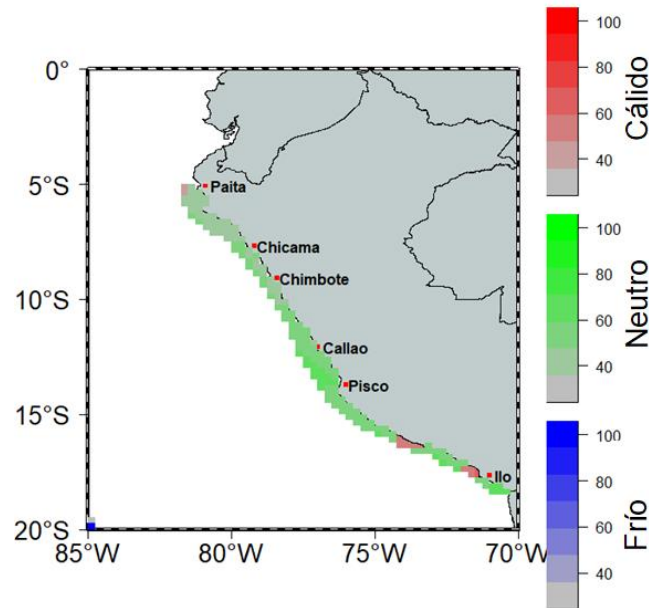 0°
5°S
10°S
15°S
20°S
85°W
80°W
75°W
70°W
Paita
Chicama
Chimbote
Callao
Pisco
Ilo
100
80
60
40
Cálido
100
80
60
40
Neutro
100
80
60
40
Frío